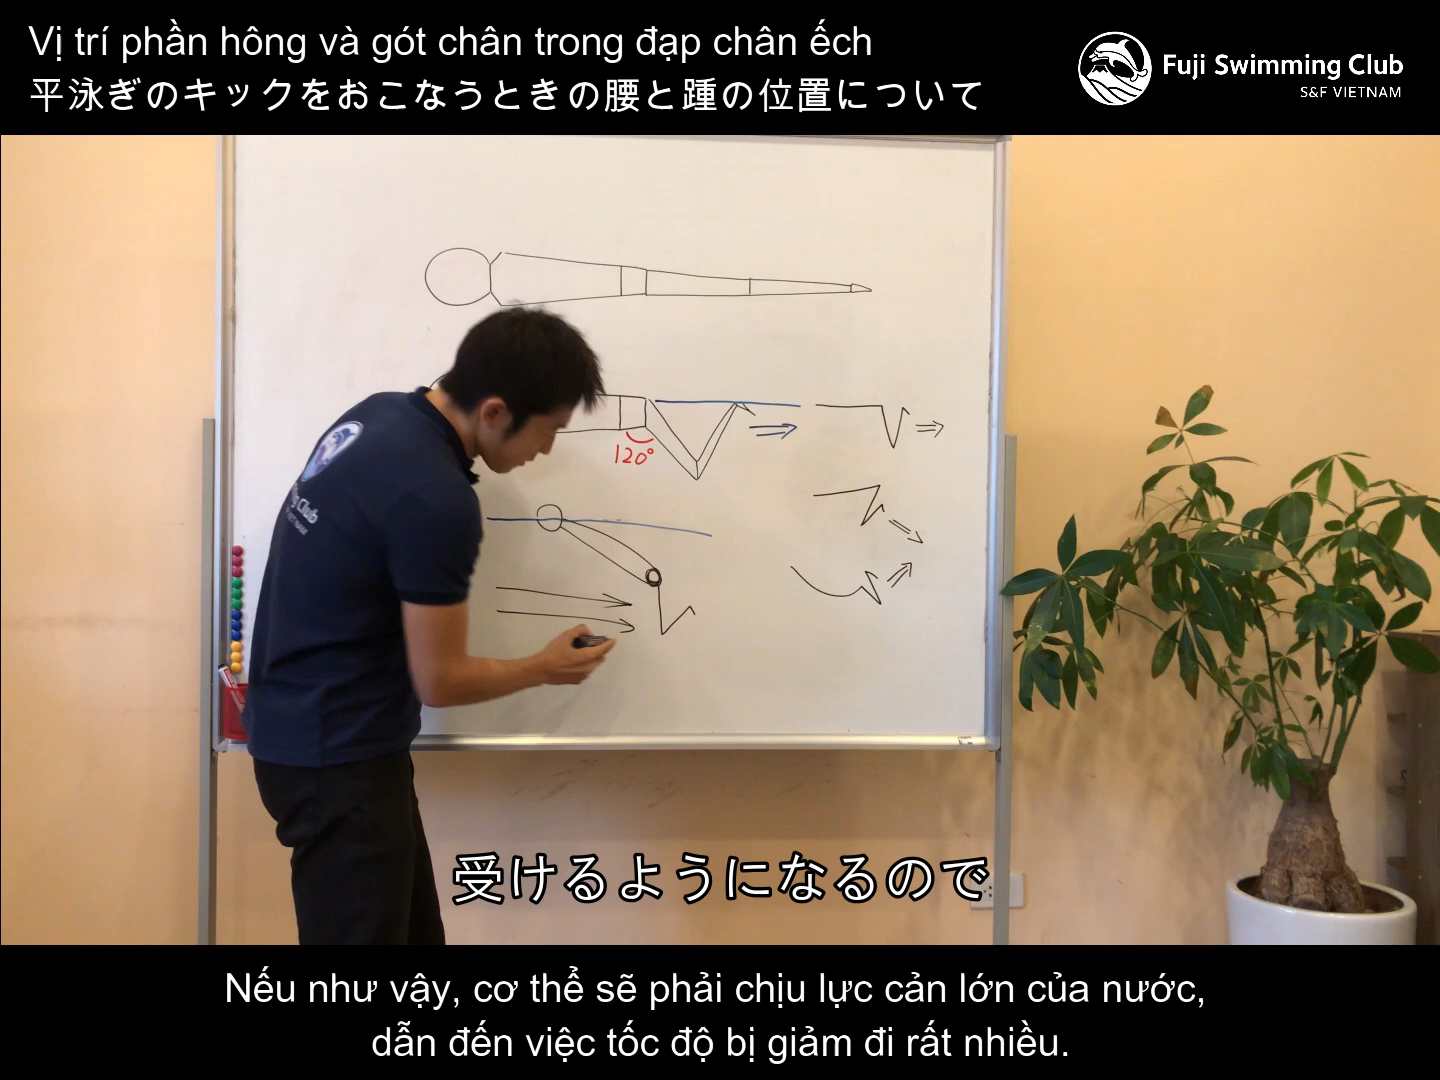 Vị trí phần hông và gót chân trong đạp chân ếch
平泳ぎのキックをおこなうときの腰と踵の位置について
Fuji Swimming Club
S&F VIETNAM
120°
受けるようになるので
Nếu như vậy, cơ thể sẽ phải chịu lực cản lớn của nước,
dẫn đến việc tốc độ bị giảm đi rất nhiều.